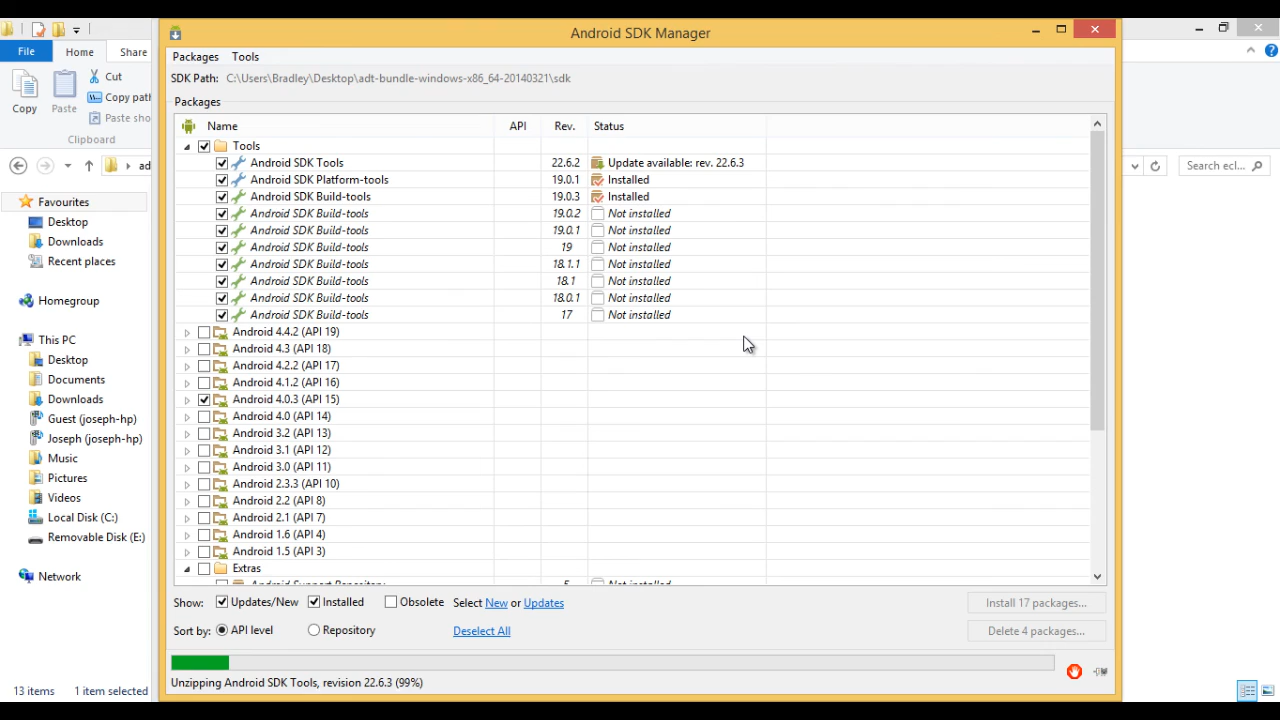 Android SDK Manager
File Home Share
Packages Tools
SDK Path: C:\Users\Bradley\Desktop\adt-bundle-windows-x86_64-20140321\sdk
Copy
Paste
Cut
Copy path
Paste sho
Clipboard
ad
Search ecl...
Favourites
Desktop
Downloads
Recent places
Homegroup
This PC
Desktop
Documents
Downloads
Guest (joseph-hp)
Joseph (joseph-hp)
Music
Pictures
Videos
Local Disk (C:)
Removable Disk (E:)
Network
13 items 1 item selected
Packages
Name API Rev. Status
Tools
Android SDK Tools 22.6.2 Update available: rev. 22.6.3
Android SDK Platform-tools 19.0.1 Installed
Android SDK Build-tools 19.0.3 Installed
Android SDK Build-tools 19.0.2 Not installed
Android SDK Build-tools 19.0.1 Not installed
Android SDK Build-tools 19 Not installed
Android SDK Build-tools 18.1.1 Not installed
Android SDK Build-tools 18.1 Not installed
Android SDK Build-tools 18.0.1 Not installed
Android SDK Build-tools 17 Not installed
Android 4.4.2 (API 19)
Android 4.3 (API 18)
Android 4.2.2 (API 17)
Android 4.1.2 (API 16)
Android 4.0.3 (API 15)
Android 4.0 (API 14)
Android 3.2 (API 13)
Android 3.1 (API 12)
Android 3.0 (API 11)
Android 2.3.3 (API 10)
Android 2.2 (API 8)
Android 2.1 (API 7)
Android 1.6 (API 4)
Android 1.5 (API 3)
Extras
Android Support Repository 5 Not installed
Show: Updates/New Installed Obsolete Select New or Updates Install 17 packages...
Sort by: API level Repository Deselect All Delete 4 packages...
Unzipping Android SDK Tools, revision 22.6.3 (99%)